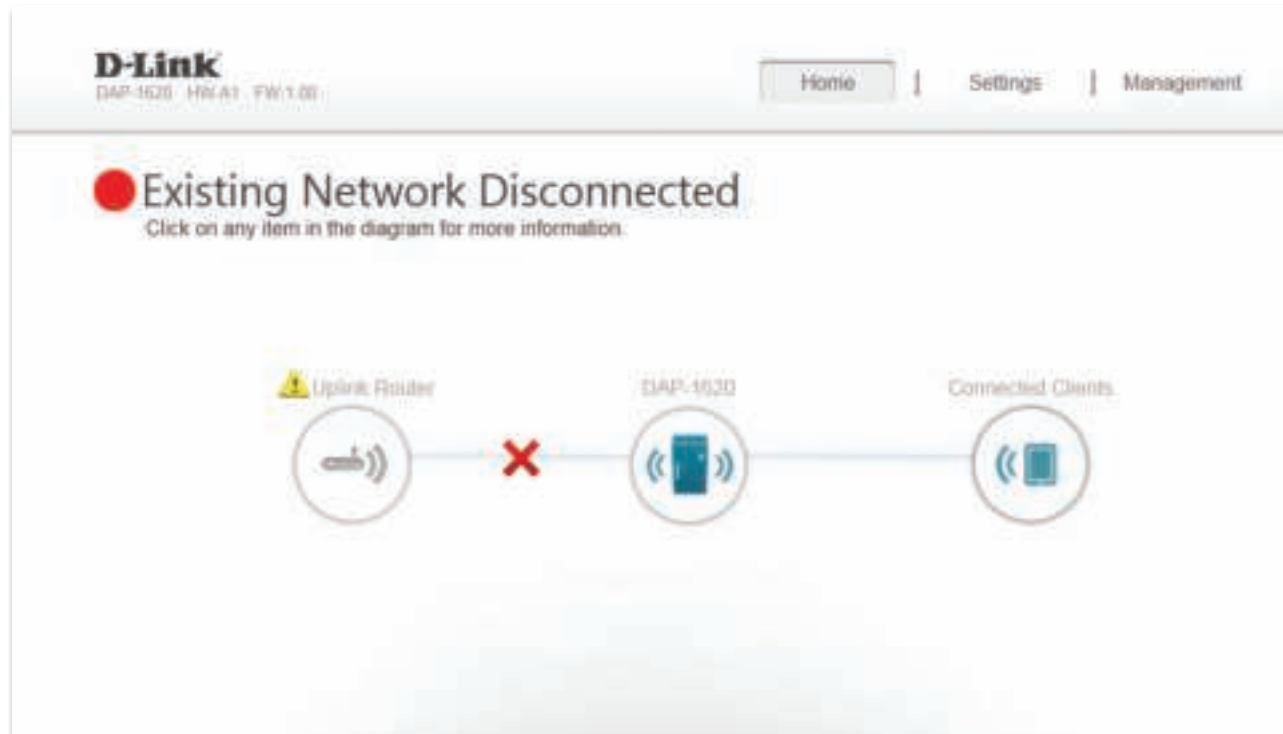 D-Link
DAP-1620 HW:A1 FW:1.00
Home
Settings
Management
Existing Network Disconnected
Click on any item in the diagram for more information.
Uplink Router
DAP-1620
Connected Clients